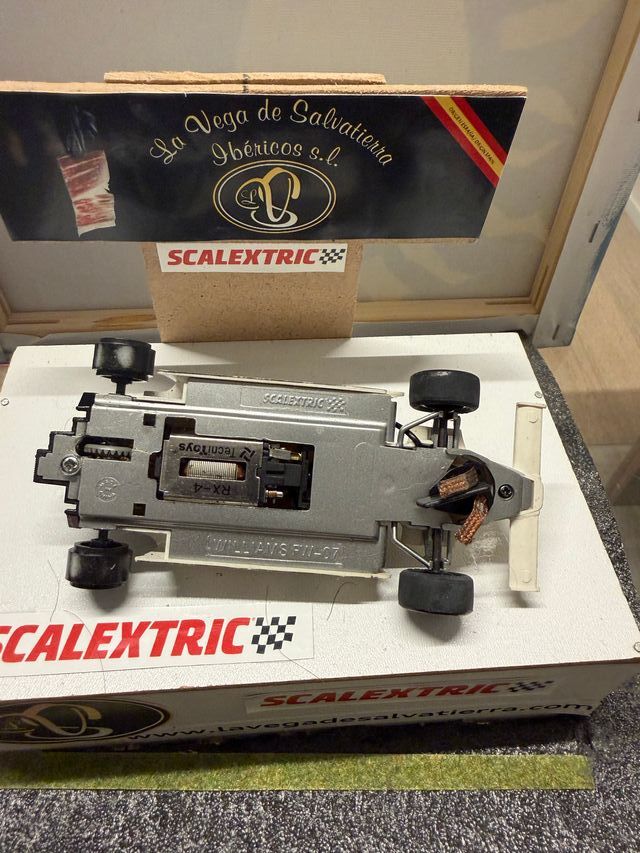 La Vega de Salvatierra
Ibéricos s.l.
SCALEXTRIC
SCALEXTRIC
TecniToys
RX-4
WILLIAMS FW-07
SCALEXTRIC
SCALEXTRIC
www.lavegadesalvatierra.com